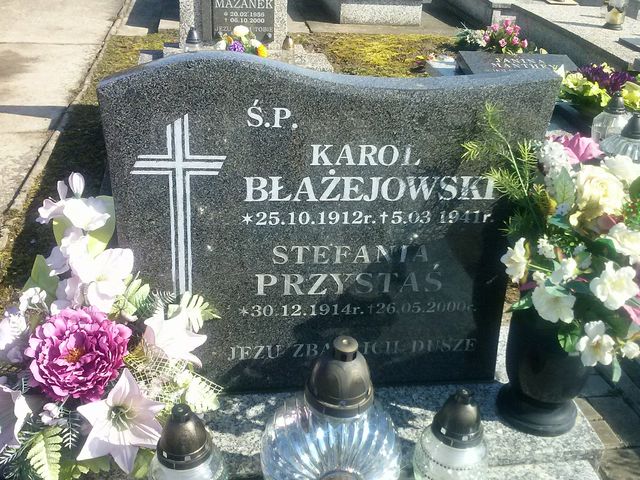 MAZANEK
Ś.P.
KAROL
BŁAŻEJOWSKI
*25.10.1912r. †5.03 1941r.
STEFANIA
PRZYSTAŚ
*30.12.1914r. †26.05.2000r.
JEZU ZBAW ICH DUSZE
JANINA